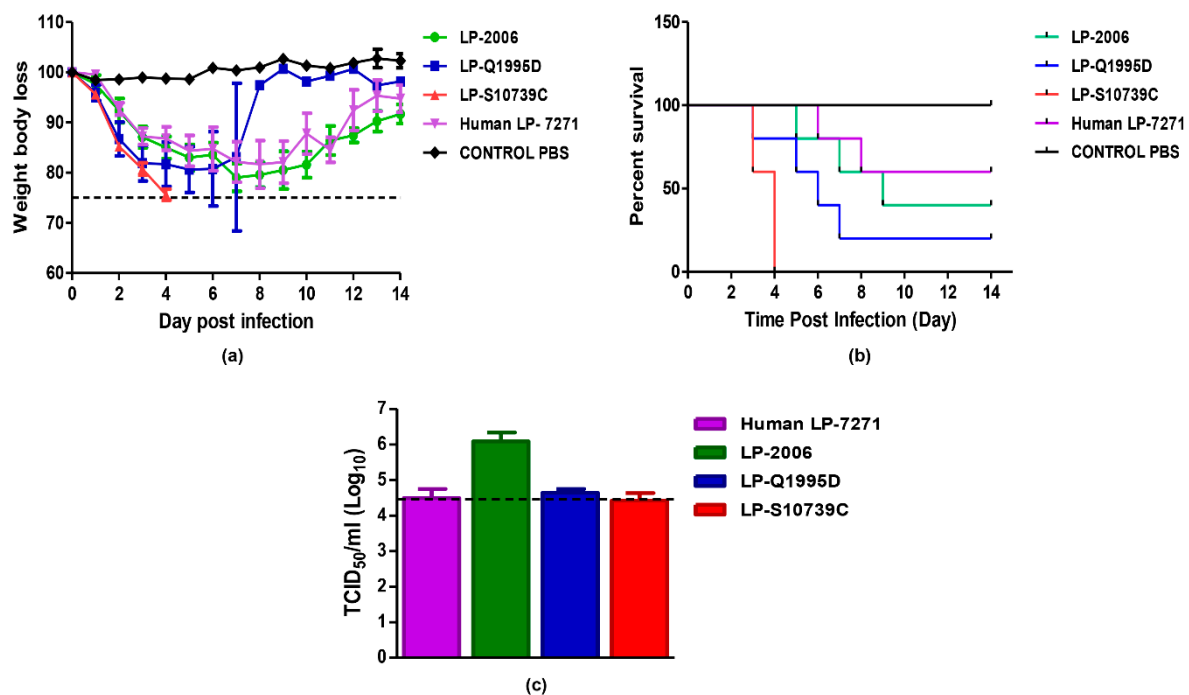 110
100
90
80
70
60
Weight body loss
0 2 4 6 8 10 12 14
Day post infection
LP-2006
LP-Q1995D
LP-S10739C
Human LP- 7271
CONTROL PBS
(a)
150
100
50
0
Percent survival
0 2 4 6 8 10 12 14
Time Post Infection (Day)
LP-2006
LP-Q1995D
LP-S10739C
Human LP-7271
CONTROL PBS
(b)
7
6
5
4
3
2
1
0
TCID50/ml (Log10)
Human LP-7271
LP-2006
LP-Q1995D
LP-S10739C
(c)